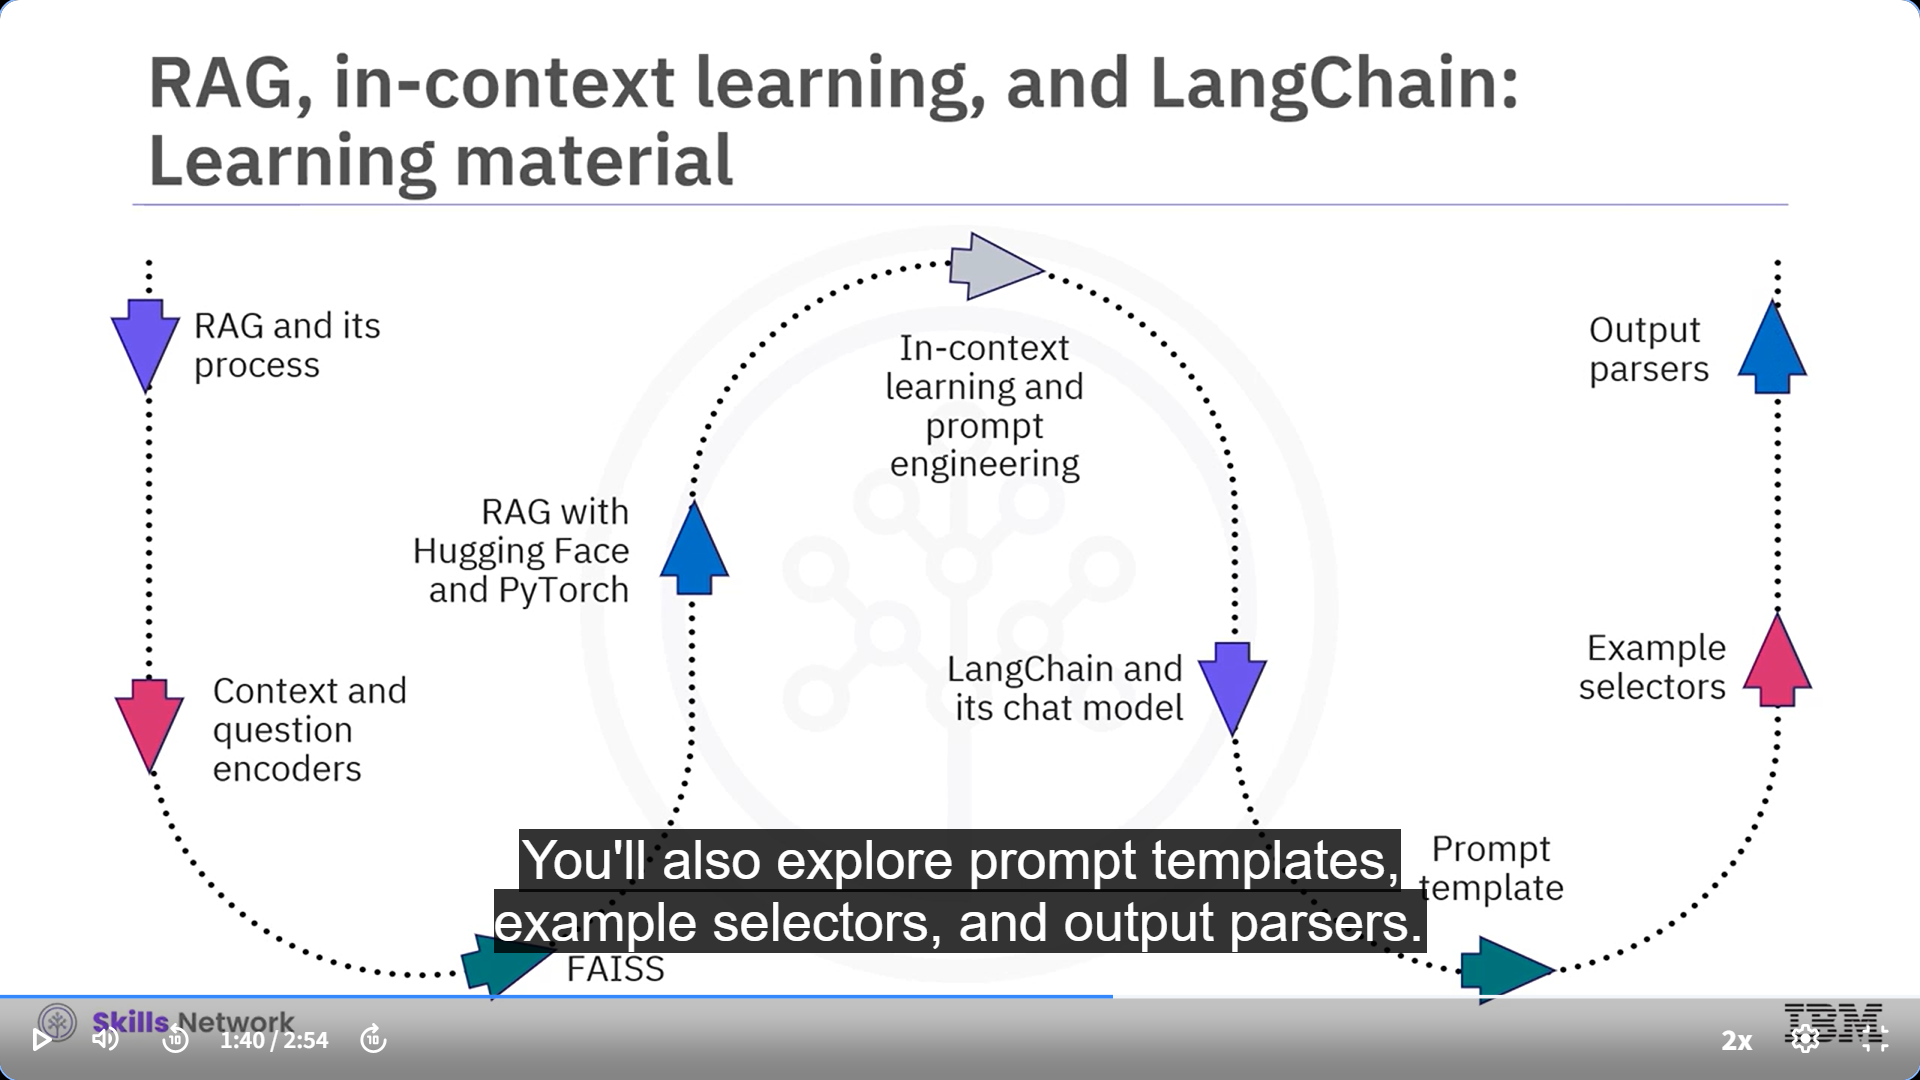 RAG, in-context learning, and LangChain:
Learning material
RAG and its
process
Context and
question
encoders
FAISS
RAG with
Hugging Face
and PyTorch
In-context
learning and
prompt
engineering
LangChain and
its chat model
Prompt
template
Example
selectors
Output
parsers
You'll also explore prompt templates,
example selectors, and output parsers.
Skills Network
IBM
10
1:40 / 2:54
10
2x